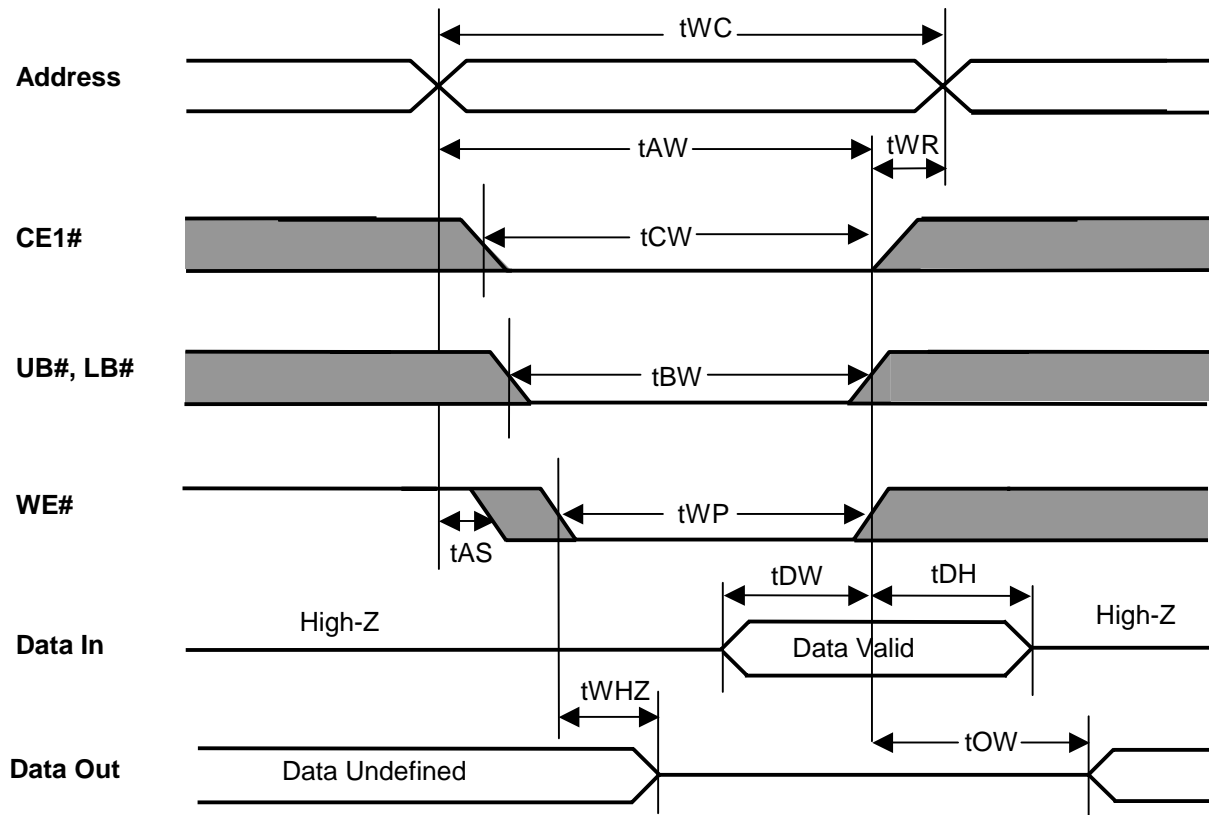 tWC
Address
tAW
tWR
CE1#
tCW
UB#, LB#
tBW
WE#
tWP
tAS
tDW
tDH
High-Z
High-Z
Data In
Data Valid
tWHZ
tOW
Data Out
Data Undefined